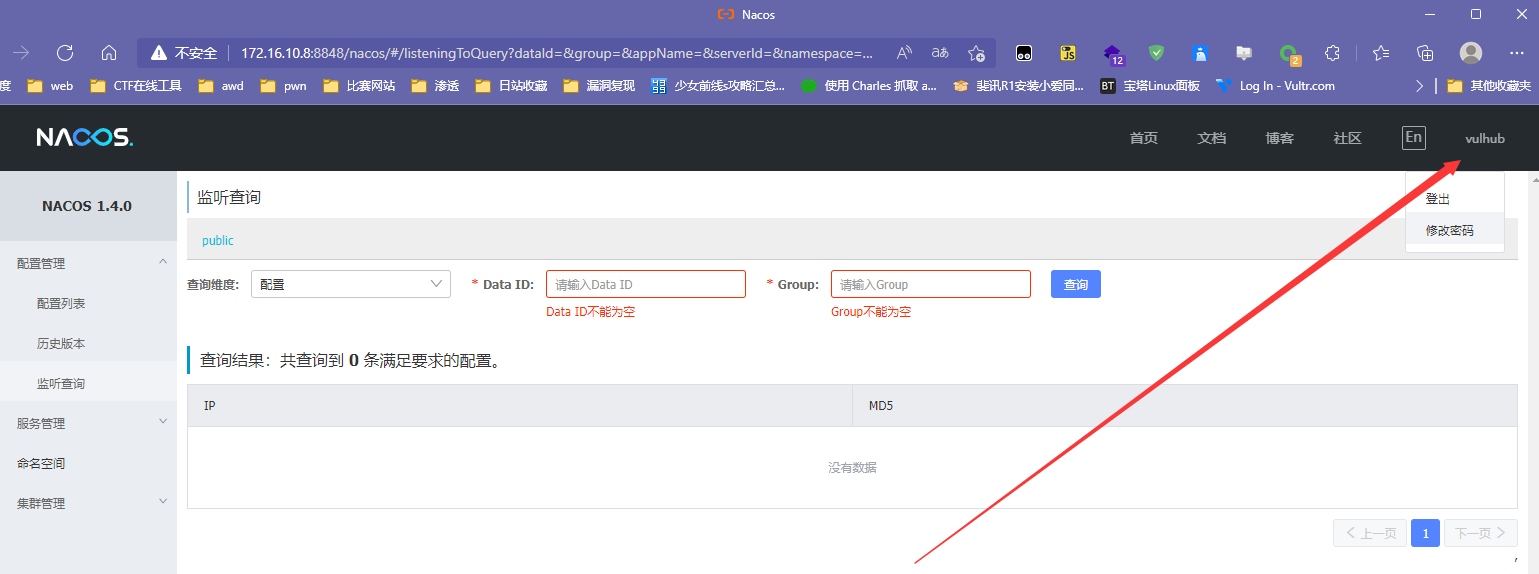 Nacos
不安全 172.16.10.8:8848/nacos/#/listeningToQuery?dataId=&group=&appName=&serverId=&namespace=...
12
JS
2
度 web CTF在线工具 awd pwn 比赛网站 渗透 日站收藏 漏洞复现 少女前线s攻略汇总... 使用 Charles 抓取 a... 斐讯R1安装小爱同... BT 宝塔Linux面板 Log In - Vultr.com 其他收藏夹
NACOS. 首页 文档 博客 社区 En vulhub
登出
修改密码
NACOS 1.4.0
配置管理
配置列表
历史版本
监听查询
服务管理
命名空间
集群管理
监听查询
public
查询维度: 配置 * Data ID: 请输入Data ID * Group: 请输入Group 查询
Data ID不能为空 Group不能为空
查询结果：共查询到 0 条满足要求的配置。
IP MD5
没有数据
上一页 1 下一页